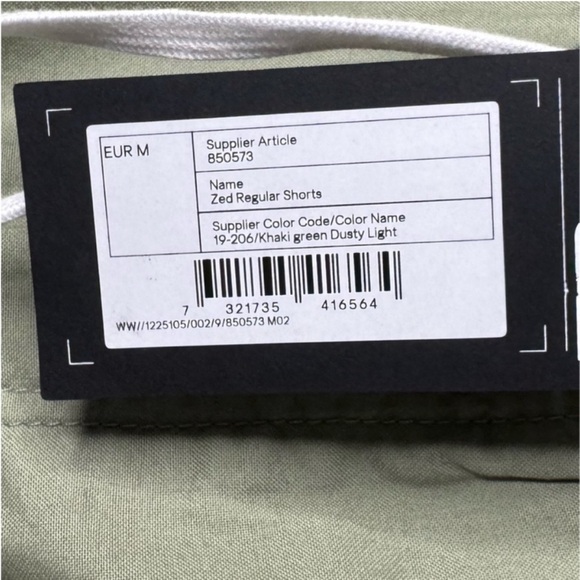 EUR M
Supplier Article
850573
Name
Zed Regular Shorts
Supplier Color Code/Color Name
19-206/Khaki green Dusty Light
7 321735 416564
WW//1225105/002/9/850573 M02